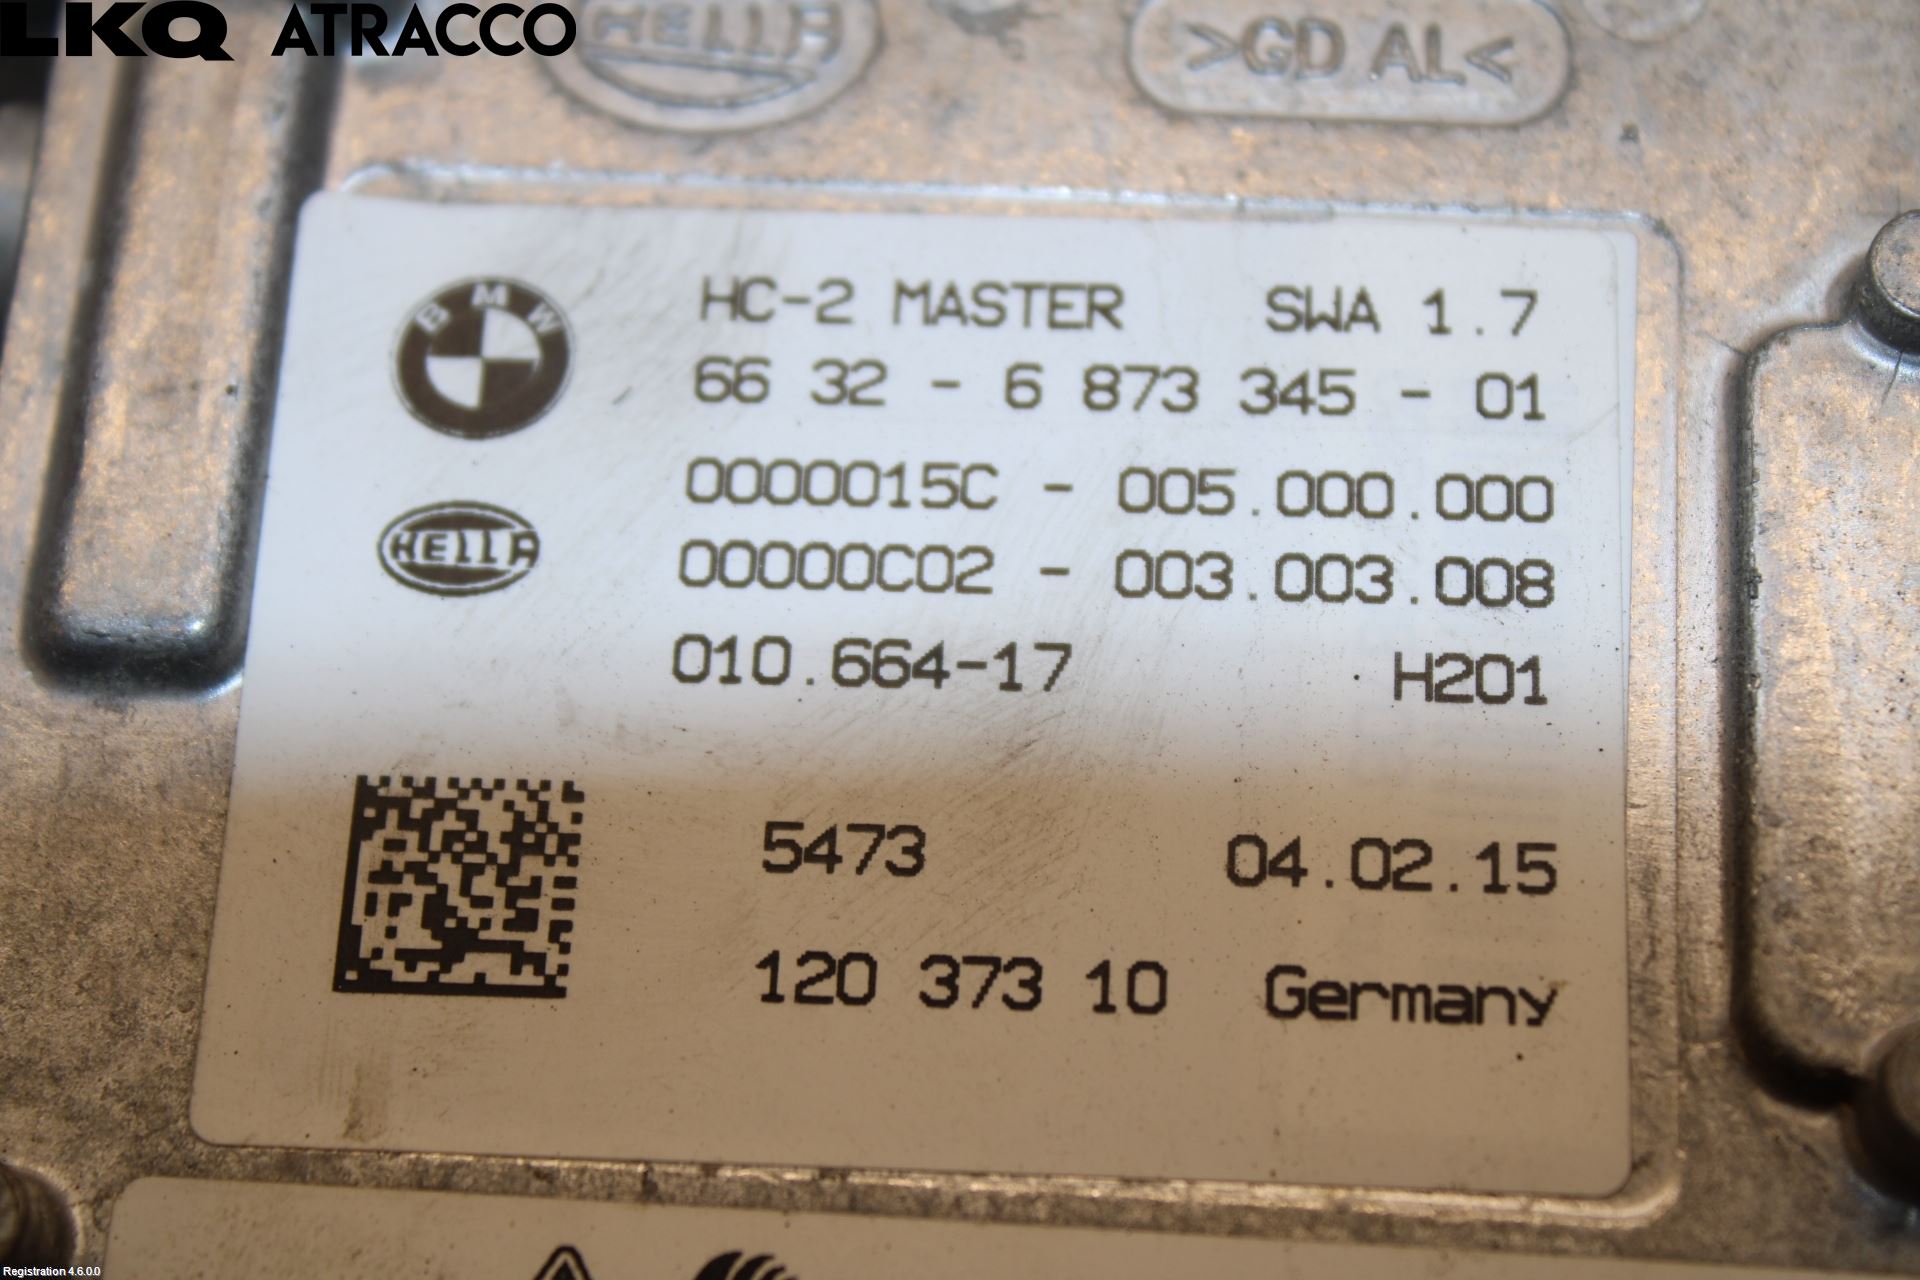 LKQ ATRACCO
HELLA
>GD AL<
BMW
HC-2 MASTER SWA 1.7
66 32 - 6 873 345 - 01
0000015C - 005.000.000
HELLA
00000C02 - 003.003.008
010.664-17 H201
5473 04.02.15
120 373 10 Germany
Registration 4.6.0.0